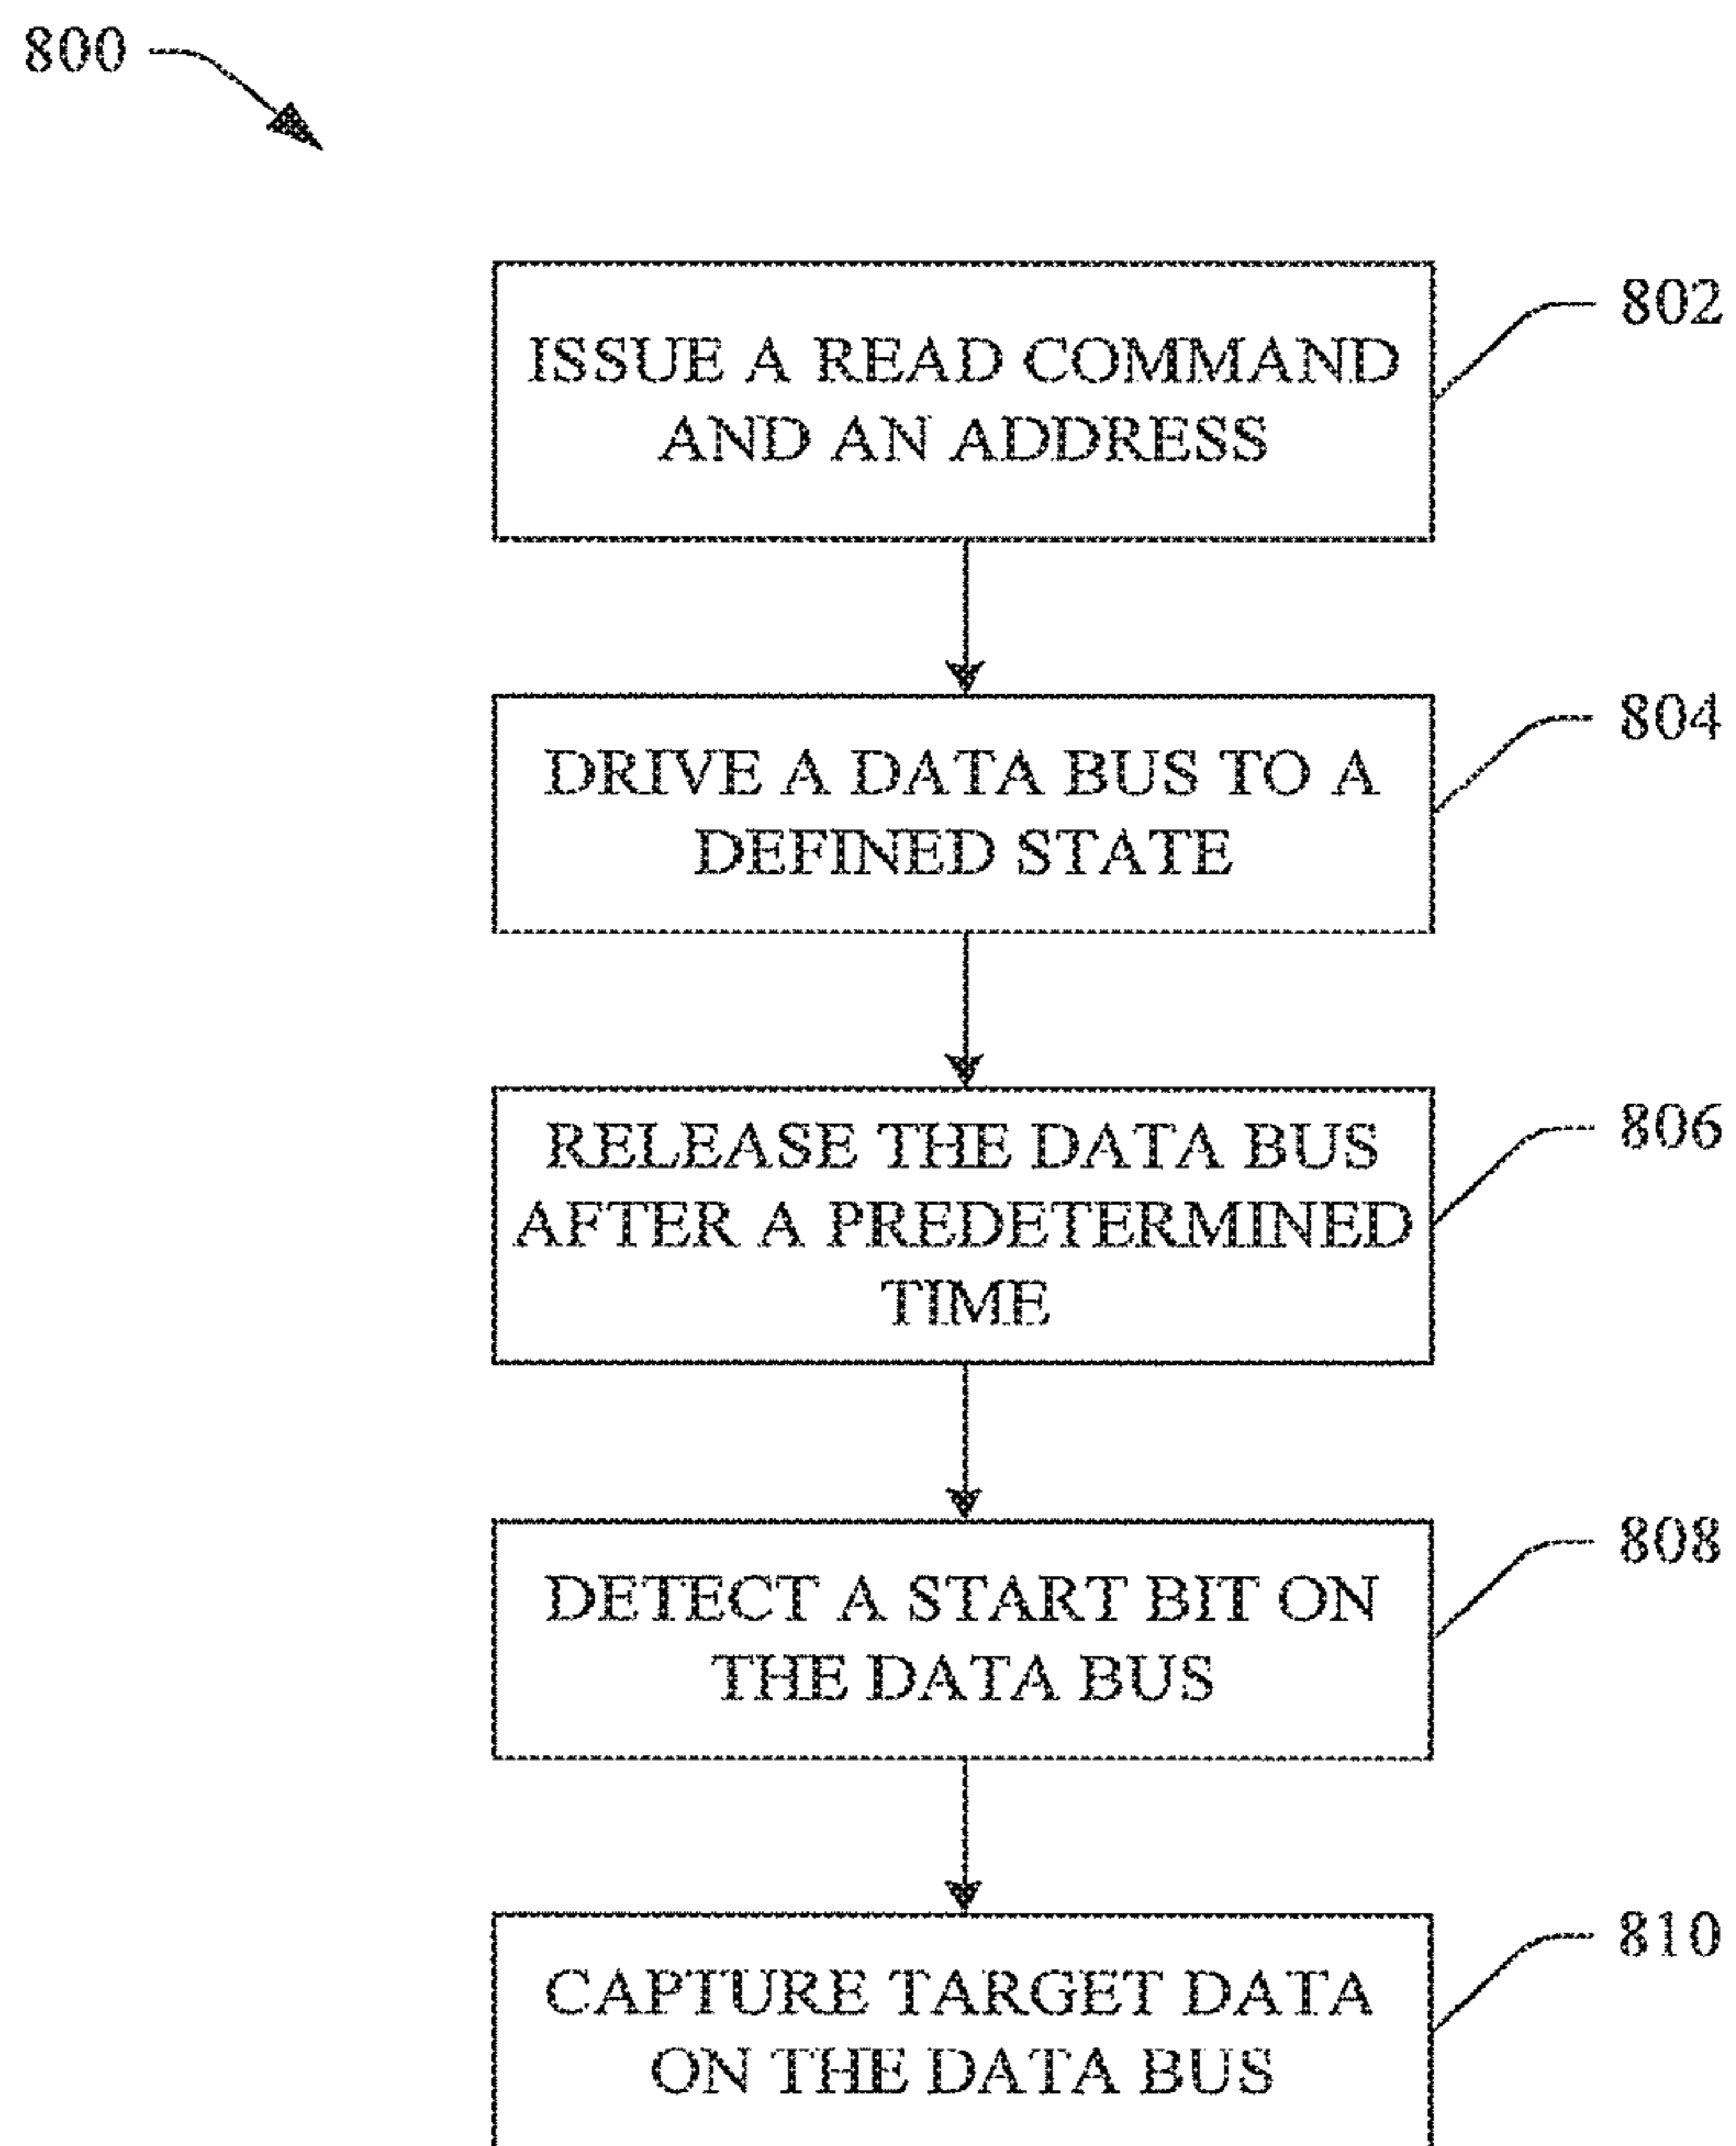 800
802
ISSUE A READ COMMAND
AND AN ADDRESS
804
DRIVE A DATA BUS TO A
DEFINED STATE
806
RELEASE THE DATA BUS
AFTER A PREDETERMINED
TIME
808
DETECT A START BIT ON
THE DATA BUS
810
CAPTURE TARGET DATA
ON THE DATA BUS